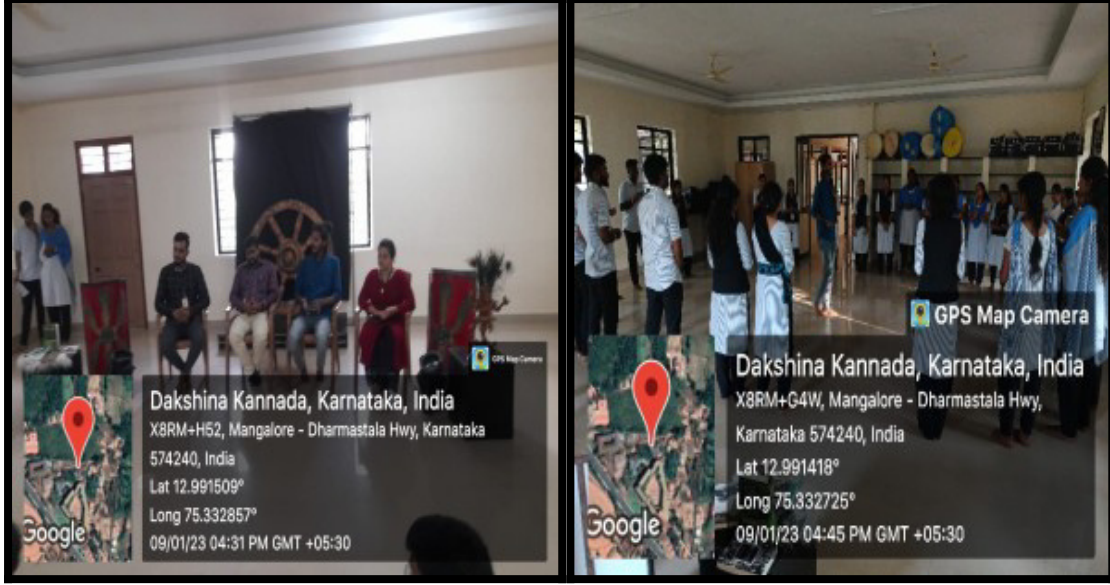 GPS Map Camera
Dakshina Kannada, Karnataka, India
X8RM+H52, Mangalore - Dharmastala Hwy, Karnataka
574240, India
Lat 12.991509°
Long 75.332857°
09/01/23 04:31 PM GMT +05:30
Google
GPS Map Camera
Dakshina Kannada, Karnataka, India
X8RM+G4W, Mangalore - Dharmastala Hwy,
Karnataka 574240, India
Lat 12.991418°
Long 75.332725°
09/01/23 04:45 PM GMT +05:30
Google